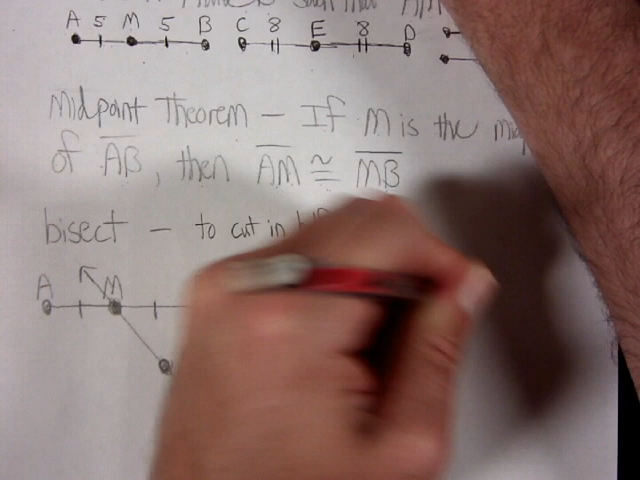 A 5 M 5 B C 8 E 8 D
Midpoint Theorem - If M is the
of AB, then AM ≅ MB
bisect - to cut in
A M